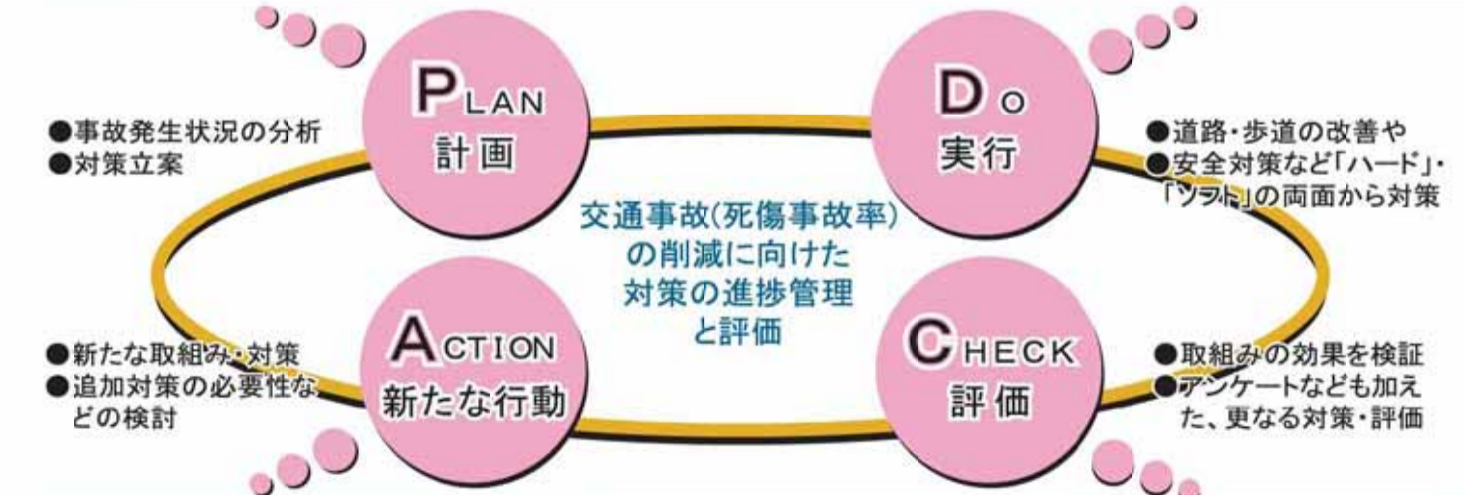 PLAN
計画
●事故発生状況の分析
●対策立案
DO
実行
●道路・歩道の改善や
●安全対策など「ハード」・
「ソフト」の両面から対策
交通事故(死傷事故率)
の削減に向けた
対策の進捗管理
と評価
ACTION
新たな行動
●新たな取組み・対策
●追加対策の必要性な
どの検討
CHECK
評価
●取組みの効果を検証
●アンケートなども加え
た、更なる対策・評価